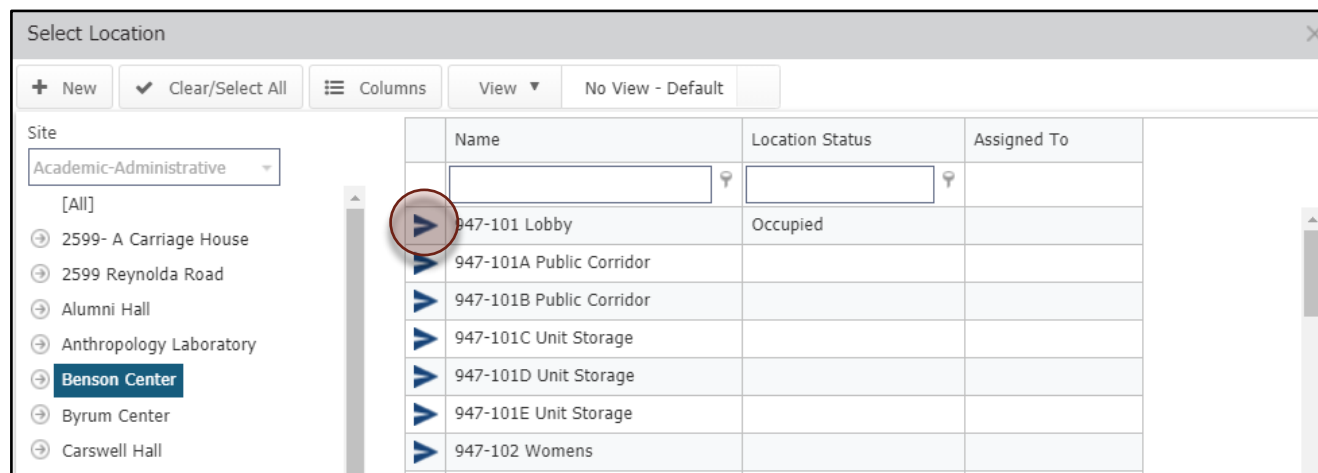 Select Location
New Clear/Select All Columns View No View - Default
Site
Academic-Administrative
[All]
2599- A Carriage House
2599 Reynolda Road
Alumni Hall
Anthropology Laboratory
Benson Center
Byrum Center
Carswell Hall
Name Location Status Assigned To
947-101 Lobby Occupied
947-101A Public Corridor
947-101B Public Corridor
947-101C Unit Storage
947-101D Unit Storage
947-101E Unit Storage
947-102 Womens